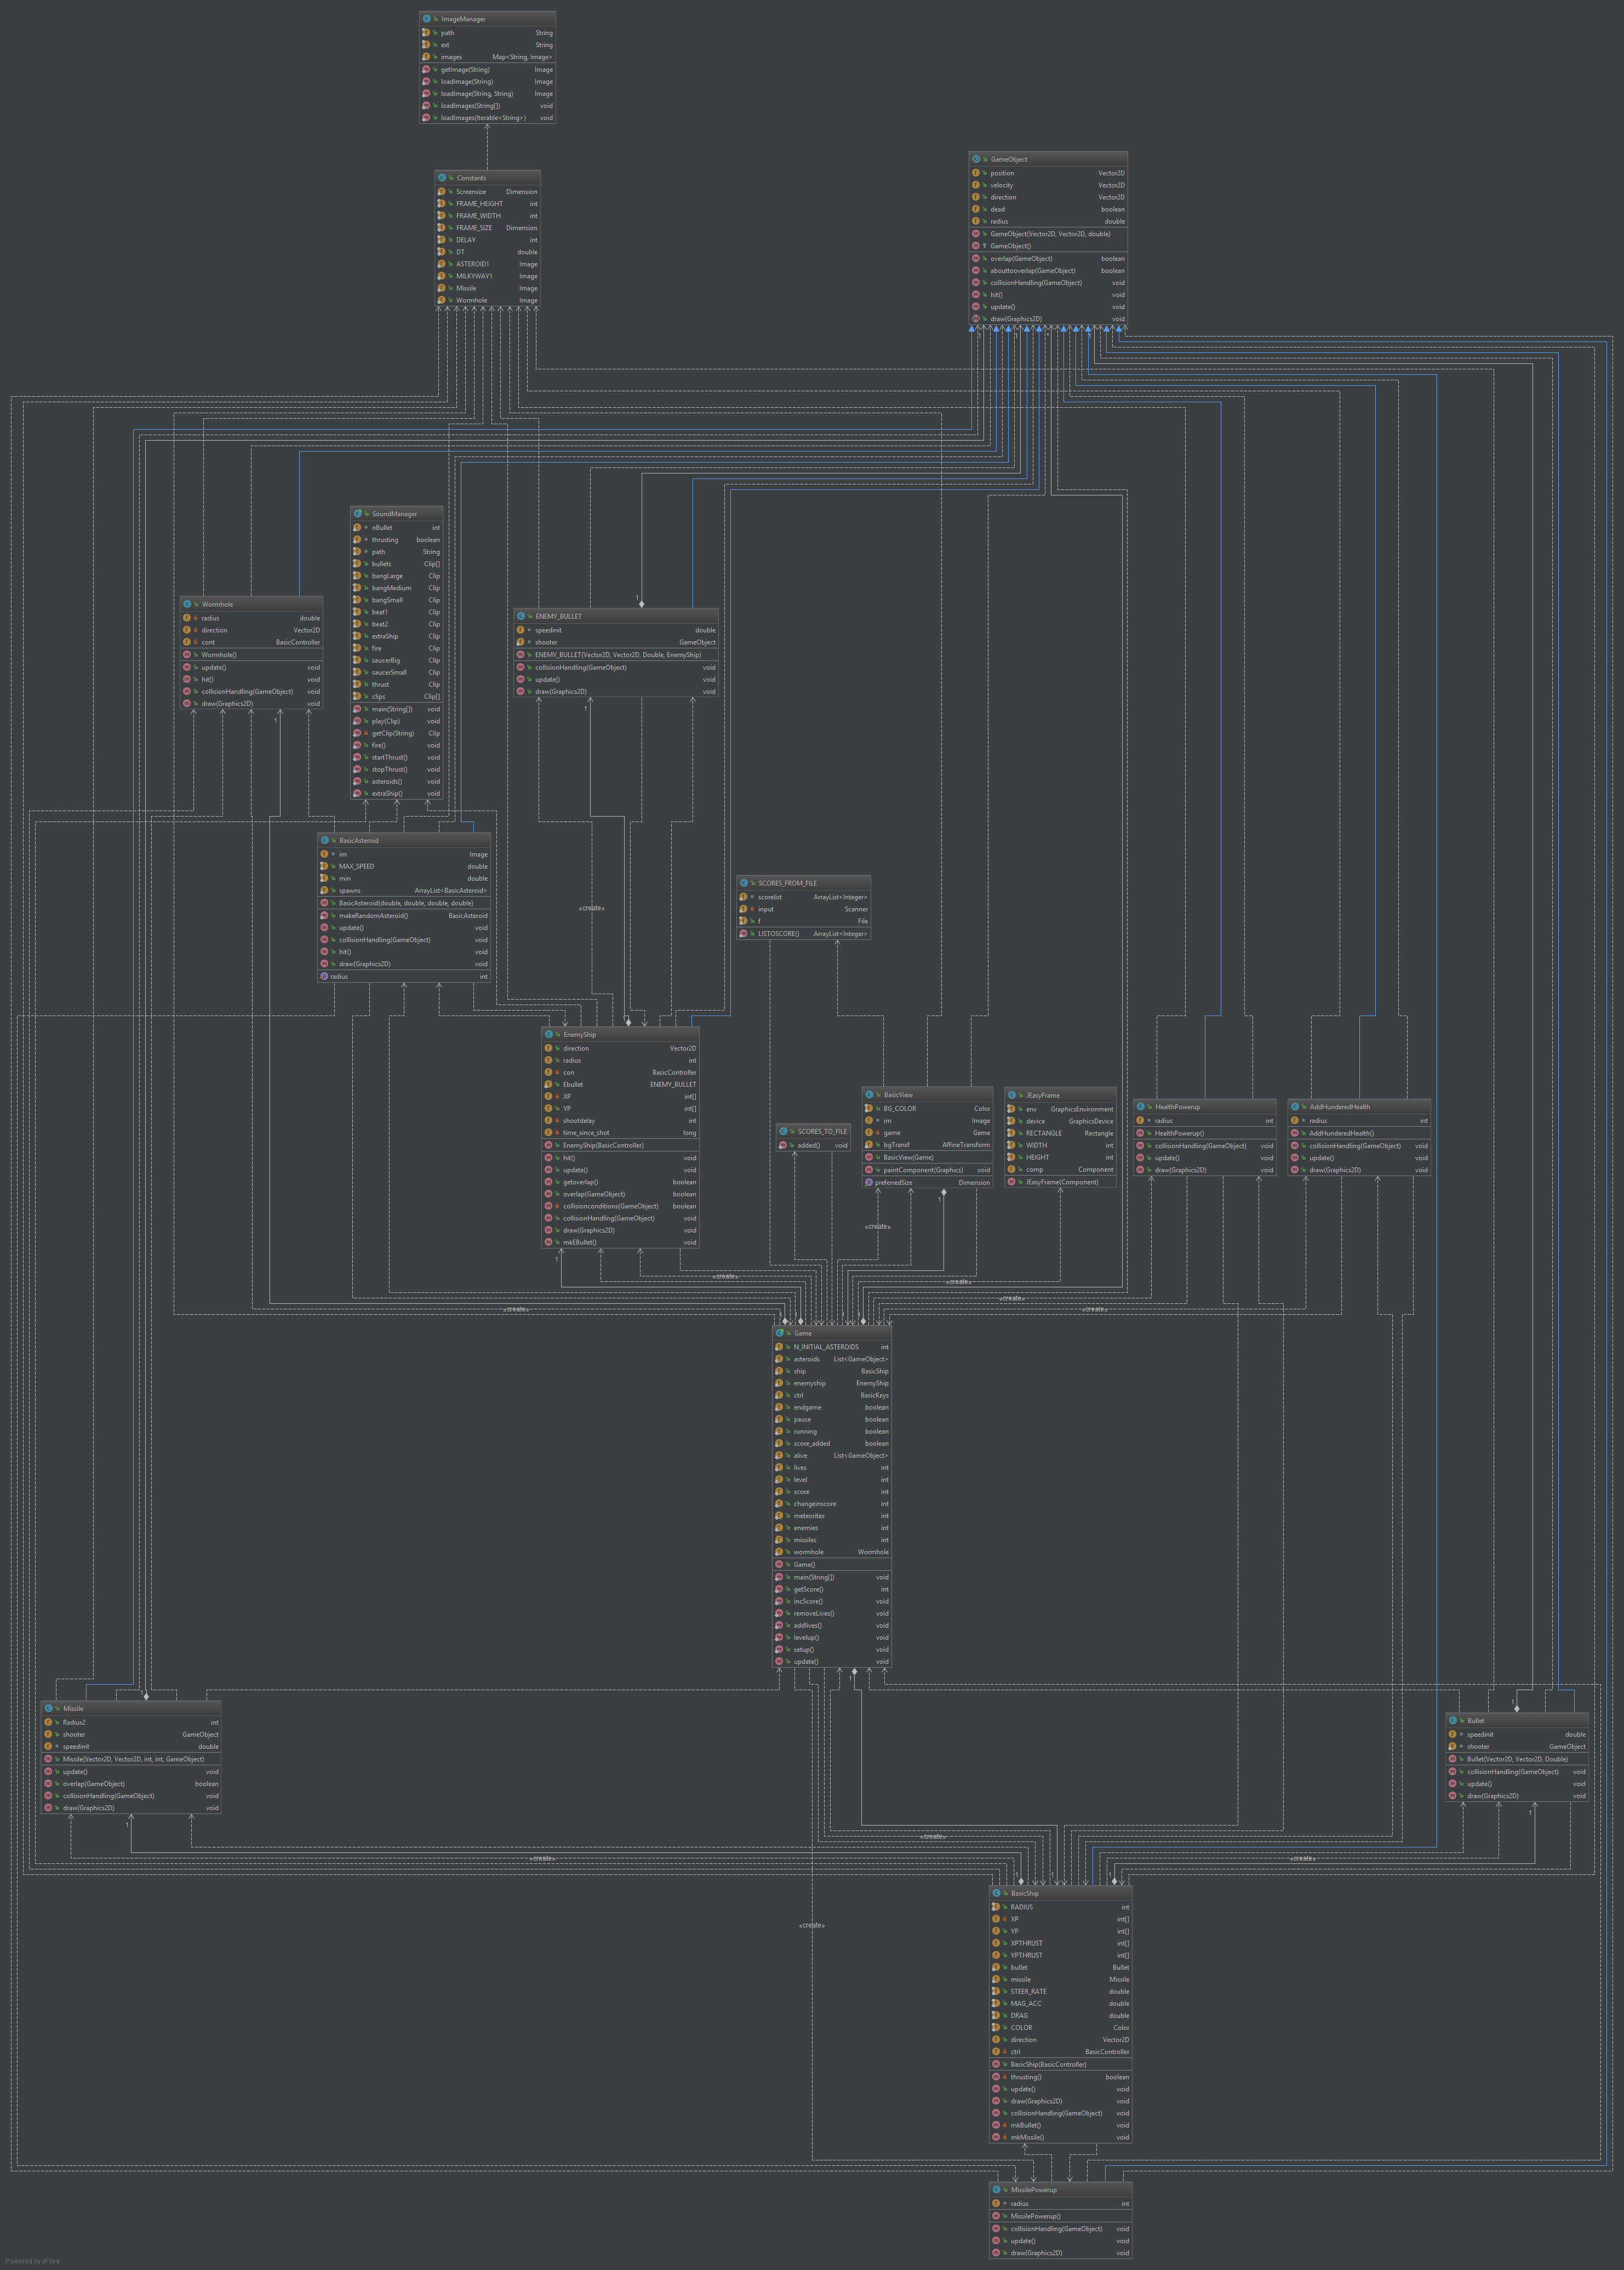 ImageManager
path String
ext String
images Map<String, Image>
getImage(String) Image
loadImage(String) Image
loadImage(String, String) Image
loadImages(String[]) void
loadImages(Iterable<String>) void
Constants
Screensize Dimension
FRAME_HEIGHT int
FRAME_WIDTH int
FRAME_SIZE Dimension
DELAY int
DT double
ASTEROID1 Image
MILKYWAY1 Image
Missile Image
Wormhole Image
GameObject
position Vector2D
velocity Vector2D
direction Vector2D
dead boolean
radius double
GameObject(Vector2D, Vector2D, double)
GameObject()
overlap(GameObject) boolean
abouttooverlap(GameObject) boolean
collisionHandling(GameObject) void
hit() void
update() void
draw(Graphics2D) void
SoundManager
nBullet int
thrusting boolean
path String
bullets Clip[]
bangLarge Clip
bangMedium Clip
bangSmall Clip
beat1 Clip
beat2 Clip
extraShip Clip
fire Clip
saucerBig Clip
saucerSmall Clip
thrust Clip
clips Clip[]
main(String[]) void
play(Clip) void
getClip(String) Clip
fire() void
startThrust() void
stopThrust() void
asteroids() void
extraShip() void
Wormhole
radius double
direction Vector2D
cont BasicController
Wormhole()
update() void
hit() void
collisionHandling(GameObject) void
draw(Graphics2D) void
1
1
ENEMY_BULLET
speedinit double
shooter GameObject
ENEMY_BULLET(Vector2D, Vector2D, Double, EnemyShip)
collisionHandling(GameObject) void
update() void
draw(Graphics2D) void
1
BasicAsteroid
im Image
MAX_SPEED double
min double
spawns ArrayList<BasicAsteroid>
BasicAsteroid(double, double, double, double)
makeRandomAsteroid() BasicAsteroid
update() void
collisionHandling(GameObject) void
hit() void
draw(Graphics2D) void
radius int
«create»
SCORES_FROM_FILE
scorelist ArrayList<Integer>
input Scanner
f File
LISTOSCORE() ArrayList<Integer>
EnemyShip
direction Vector2D
radius int
con BasicController
Ebullet ENEMY_BULLET
XP int[]
YP int[]
shootdelay int
time_since_shot long
EnemyShip(BasicController)
hit() void
update() void
getoverlap() boolean
overlap(GameObject) boolean
collisionconditions(GameObject) boolean
collisionHandling(GameObject) void
draw(Graphics2D) void
mkEBullet() void
1
SCORES_TO_FILE
added() void
BasicView
BG_COLOR Color
im Image
game Game
bgTransf AffineTransform
BasicView(Game)
paintComponent(Graphics) void
preferredSize Dimension
1
«create»
JEasyFrame
env GraphicsEnvironment
device GraphicsDevice
RECTANGLE Rectangle
WIDTH int
HEIGHT int
comp Component
JEasyFrame(Component)
HealthPowerup
radius int
HealthPowerup()
collisionHandling(GameObject) void
update() void
draw(Graphics2D) void
AddHunderedHealth
radius int
AddHunderedHealth()
collisionHandling(GameObject) void
update() void
draw(Graphics2D) void
«create»
«create»
«create»
«create»
«create»
Game
N_INITIAL_ASTEROIDS int
asteroids List<GameObject>
ship BasicShip
enemyship EnemyShip
ctrl BasicKeys
endgame boolean
pause boolean
running boolean
score_added boolean
alive List<GameObject>
lives int
level int
score int
changeinscore int
meteorites int
enemies int
missiles int
wormhole Wormhole
Game()
main(String[]) void
getScore() int
incScore() void
removeLives() void
addlives() void
levelup() void
setup() void
update() void
1
1
Missile
Radius2 int
shooter GameObject
speedinit double
Missile(Vector2D, Vector2D, int, int, GameObject)
update() void
overlap(GameObject) boolean
collisionHandling(GameObject) void
draw(Graphics2D) void
1
1
Bullet
speedinit double
shooter GameObject
Bullet(Vector2D, Vector2D, Double)
collisionHandling(GameObject) void
update() void
draw(Graphics2D) void
1
«create»
«create»
«create»
«create»
BasicShip
RADIUS int
XP int[]
YP int[]
XPTHRUST int[]
YPTHRUST int[]
bullet Bullet
missile Missile
STEER_RATE double
MAG_ACC double
DRAG double
COLOR Color
direction Vector2D
ctrl BasicController
BasicShip(BasicController)
thrusting() boolean
update() void
draw(Graphics2D) void
collisionHandling(GameObject) void
mkBullet() void
mkMissile() void
MissilePowerup
radius int
MissilePowerup()
collisionHandling(GameObject) void
update() void
draw(Graphics2D) void
Powered by yFiles